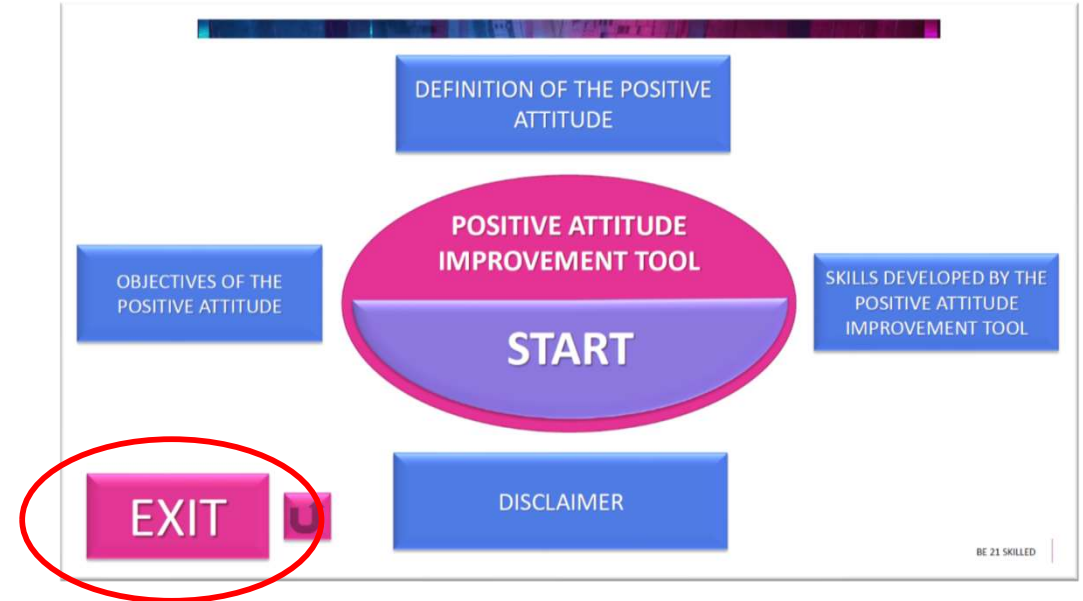 DEFINITION OF THE POSITIVE
ATTITUDE
POSITIVE ATTITUDE
IMPROVEMENT TOOL
OBJECTIVES OF THE
POSITIVE ATTITUDE
SKILLS DEVELOPED BY THE
POSITIVE ATTITUDE
IMPROVEMENT TOOL
START
EXIT
DISCLAIMER
BE 21 SKILLED